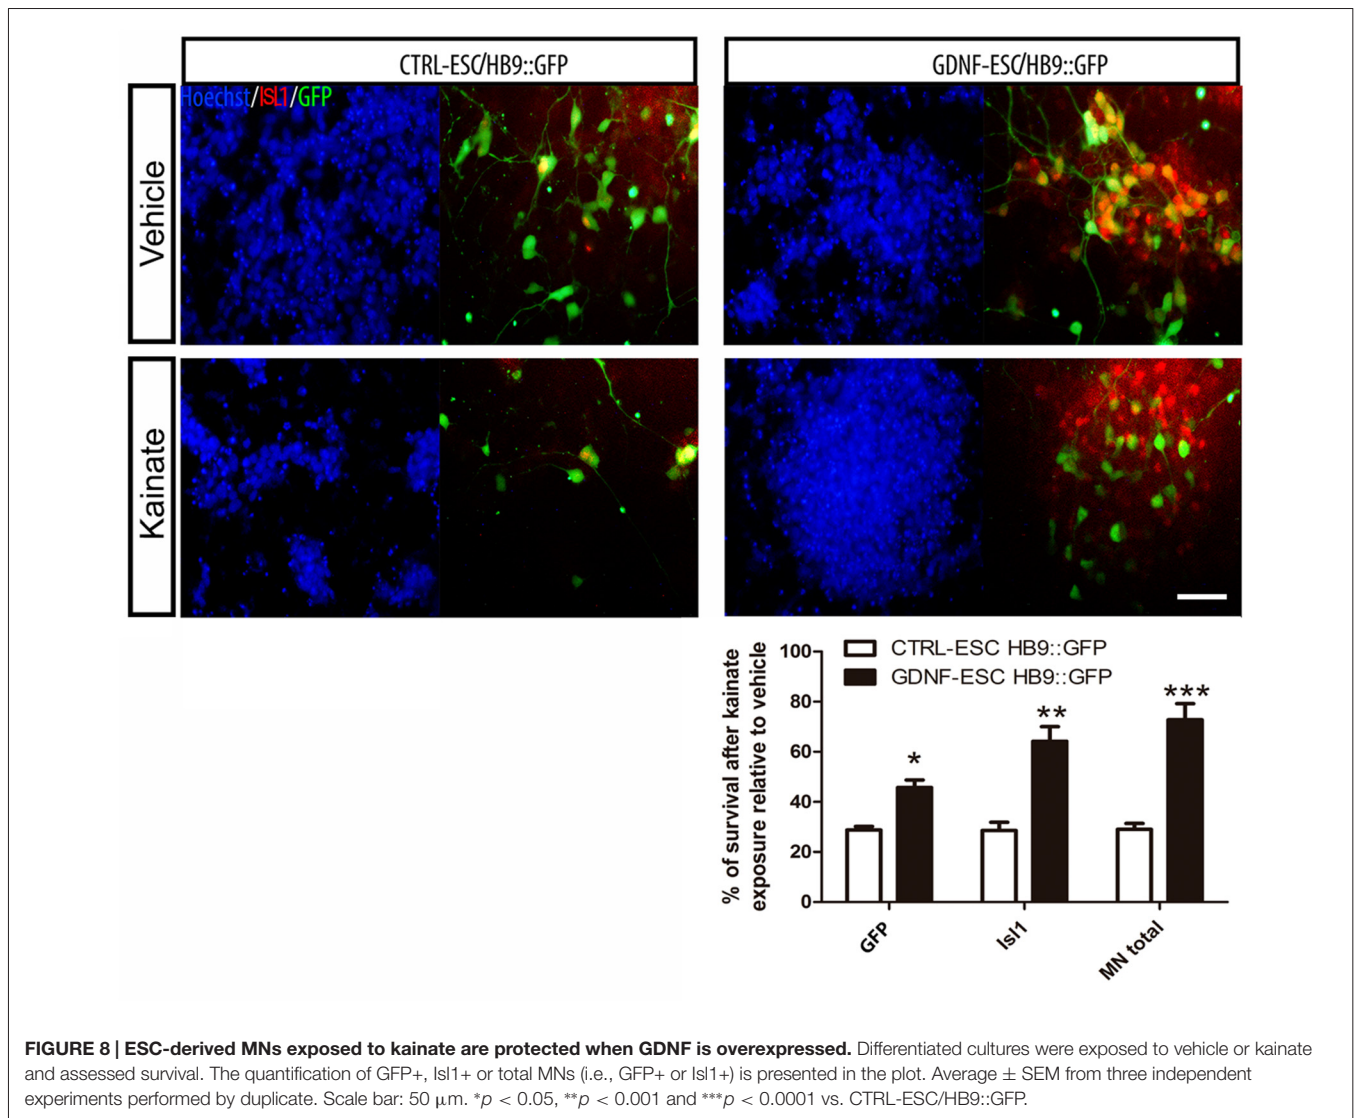 CTRL-ESC/HB9::GFP
GDNF-ESC/HB9::GFP
Vehicle
Hoechst/ISL1/GFP
Kainate
% of survival after kainate
exposure relative to vehicle
100
80
60
40
20
0
CTRL-ESC HB9::GFP
GDNF-ESC HB9::GFP
*
**
***
GFP
Isl1
MN total
FIGURE 8 | ESC-derived MNs exposed to kainate are protected when GDNF is overexpressed. Differentiated cultures were exposed to vehicle or kainate
and assessed survival. The quantification of GFP+, Isl1+ or total MNs (i.e., GFP+ or Isl1+) is presented in the plot. Average ± SEM from three independent
experiments performed by duplicate. Scale bar: 50 μm. *p < 0.05, **p < 0.001 and ***p < 0.0001 vs. CTRL-ESC/HB9::GFP.